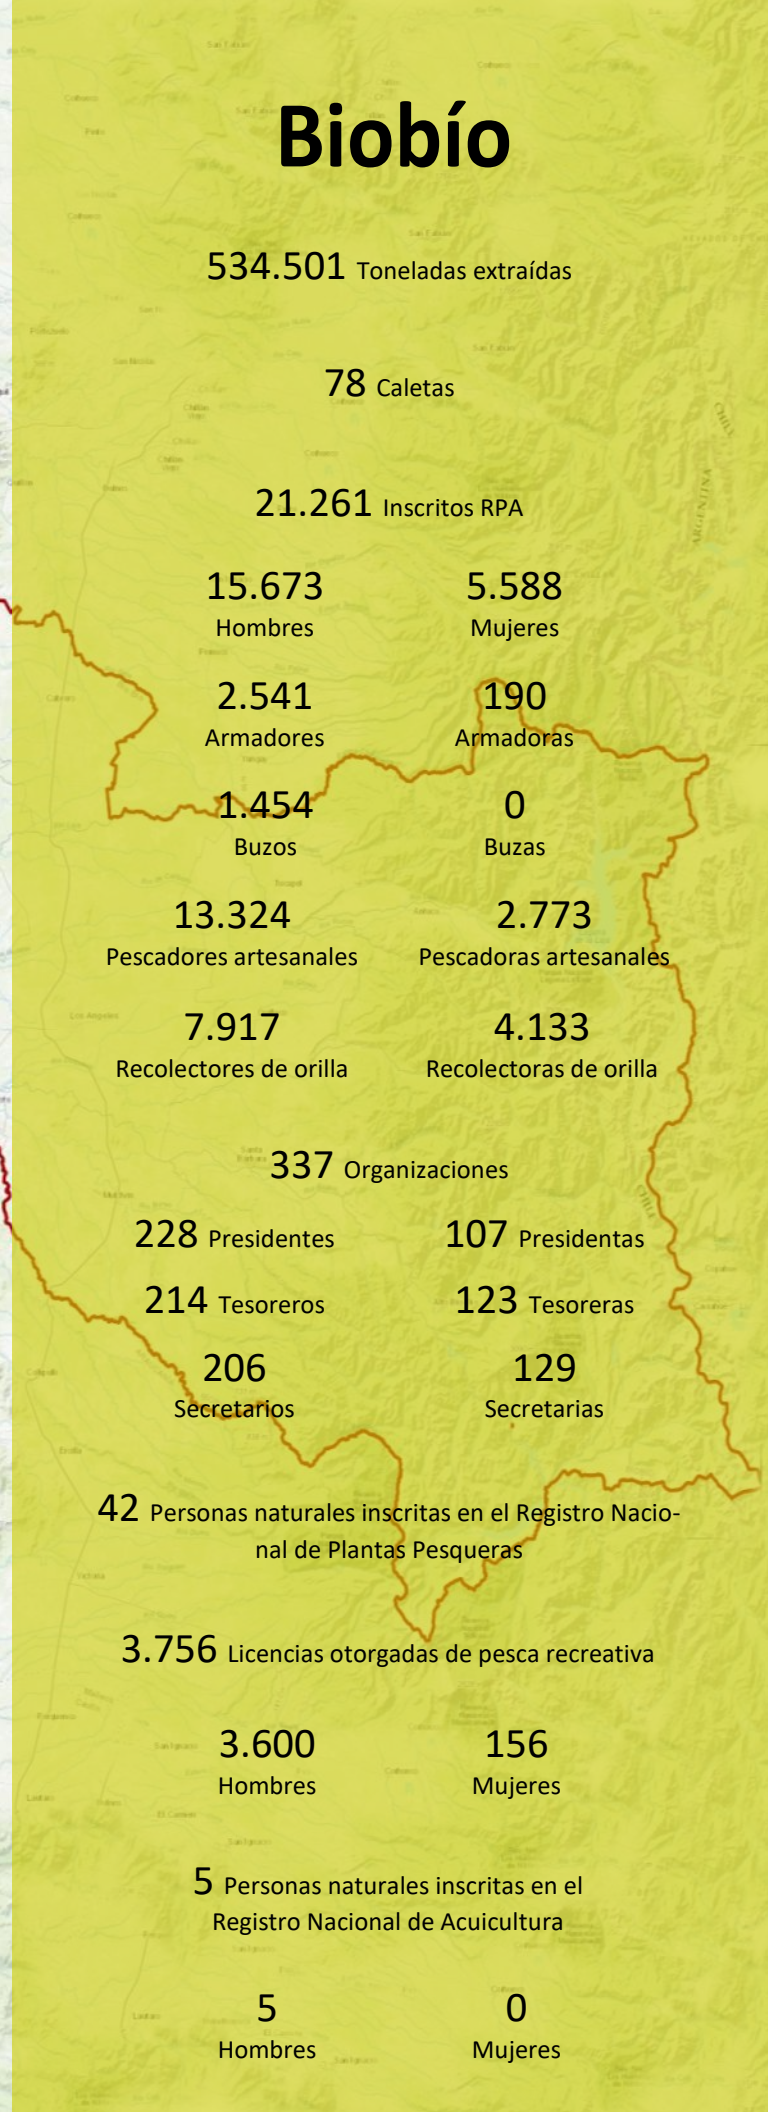 Biobío
534.501 Toneladas extraídas
78 Caletas
21.261 Inscritos RPA
15.673 5.588
Hombres Mujeres
2.541 190
Armadores Armadoras
1.454 0
Buzos Buzas
13.324 2.773
Pescadores artesanales Pescadoras artesanales
7.917 4.133
Recolectores de orilla Recolectoras de orilla
337 Organizaciones
228 Presidentes 107 Presidentas
214 Tesoreros 123 Tesoreras
206 129
Secretarios Secretarias
42 Personas naturales inscritas en el Registro Nacio-
nal de Plantas Pesqueras
3.756 Licencias otorgadas de pesca recreativa
3.600 156
Hombres Mujeres
5 Personas naturales inscritas en el
Registro Nacional de Acuicultura
5 0
Hombres Mujeres
CHILE
ARGENTINA